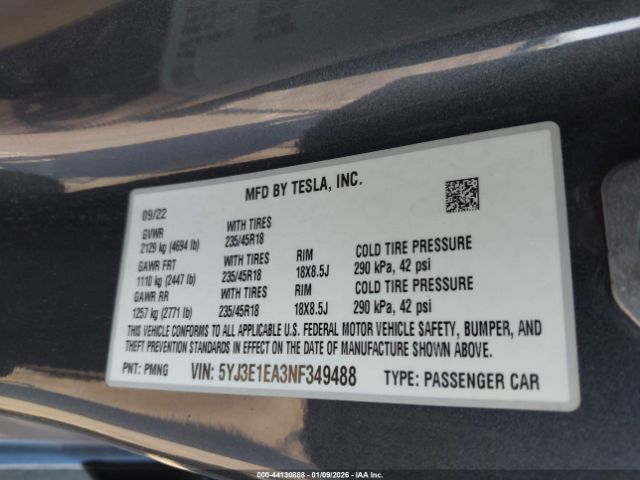 MFD BY TESLA, INC.
09/22
GVWR
2129 kg (4694 lb)
WITH TIRES
235/45R18
GAWR FRT
1110 kg (2447 lb)
WITH TIRES
235/45R18
RIM
18X8.5J
COLD TIRE PRESSURE
290 kPa, 42 psi
GAWR RR
1257 kg (2771 lb)
WITH TIRES
235/45R18
RIM
18X8.5J
COLD TIRE PRESSURE
290 kPa, 42 psi
THIS VEHICLE CONFORMS TO ALL APPLICABLE U.S. FEDERAL MOTOR VEHICLE SAFETY, BUMPER, AND
THEFT PREVENTION STANDARDS IN EFFECT ON THE DATE OF MANUFACTURE SHOWN ABOVE.
PNT: PMNG VIN: 5YJ3E1EA3NF349488 TYPE: PASSENGER CAR
000-44130888 - 01/09/2026 - IAA, Inc.